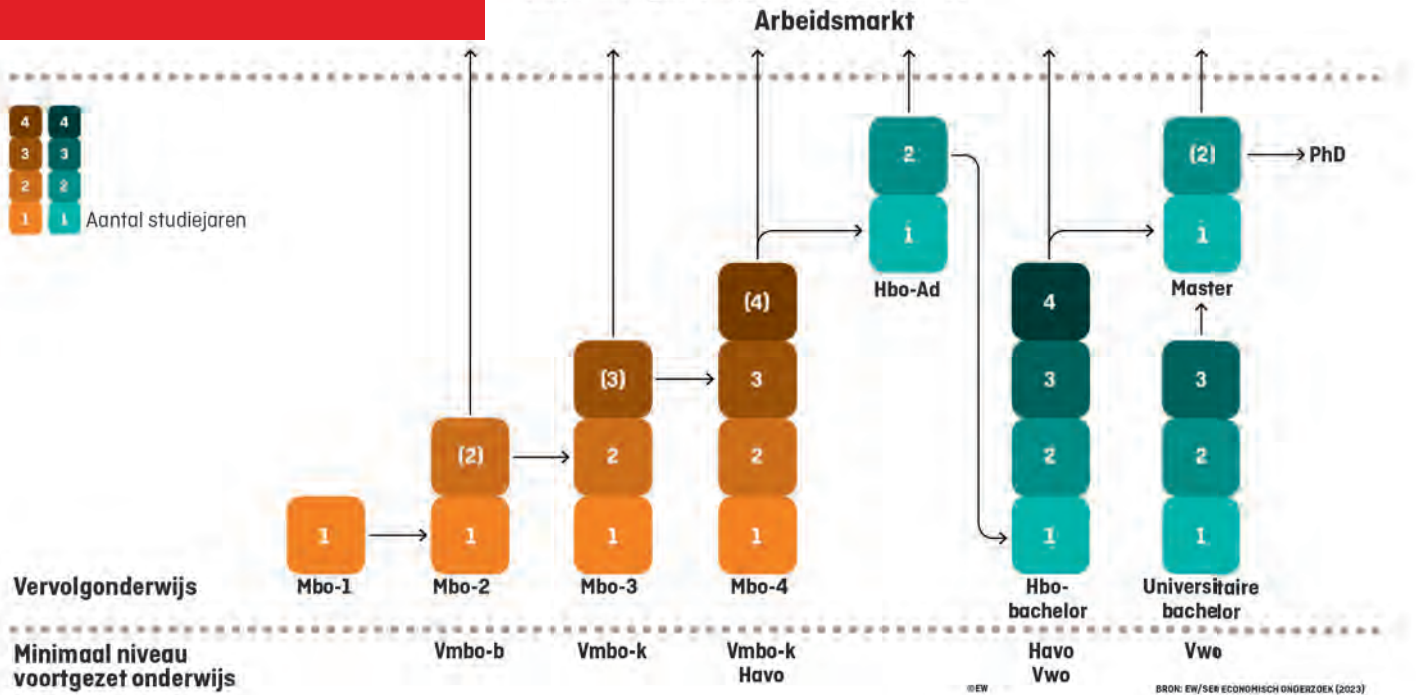 Arbeidsmarkt
4 4
3 3
2 2
1 1 Aantal studiejaren
2
1
Hbo-Ad
(2) PhD
1
Master
(4)
3
2
1
Mbo-4
(3)
2
1
Mbo-3
(2)
1
Mbo-2
1
Mbo-1
4
3
2
1
Hbo-
bachelor
3
2
1
Universitaire
bachelor
Vervolgonderwijs
Minimaal niveau
voortgezet onderwijs
Vmbo-b
Vmbo-k
Vmbo-k
Havo
Havo
Vwo
Vwo
©EW
BRON: EW/SEO ECONOMISCH ONDERZOEK (2023)